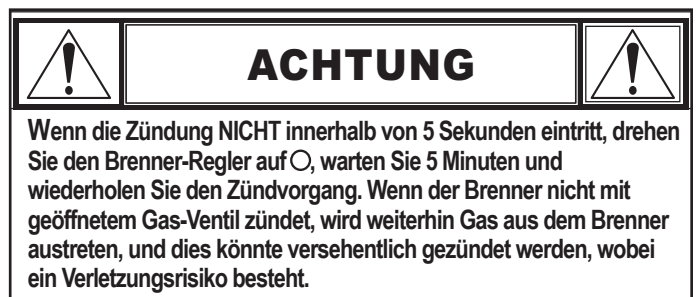 ACHTUNG
Wenn die Zündung NICHT innerhalb von 5 Sekunden eintritt, drehen
Sie den Brenner-Regler auf ○, warten Sie 5 Minuten und
wiederholen Sie den Zündvorgang. Wenn der Brenner nicht mit
geöffnetem Gas-Ventil zündet, wird weiterhin Gas aus dem Brenner
austreten, und dies könnte versehentlich gezündet werden, wobei
ein Verletzungsrisiko besteht.